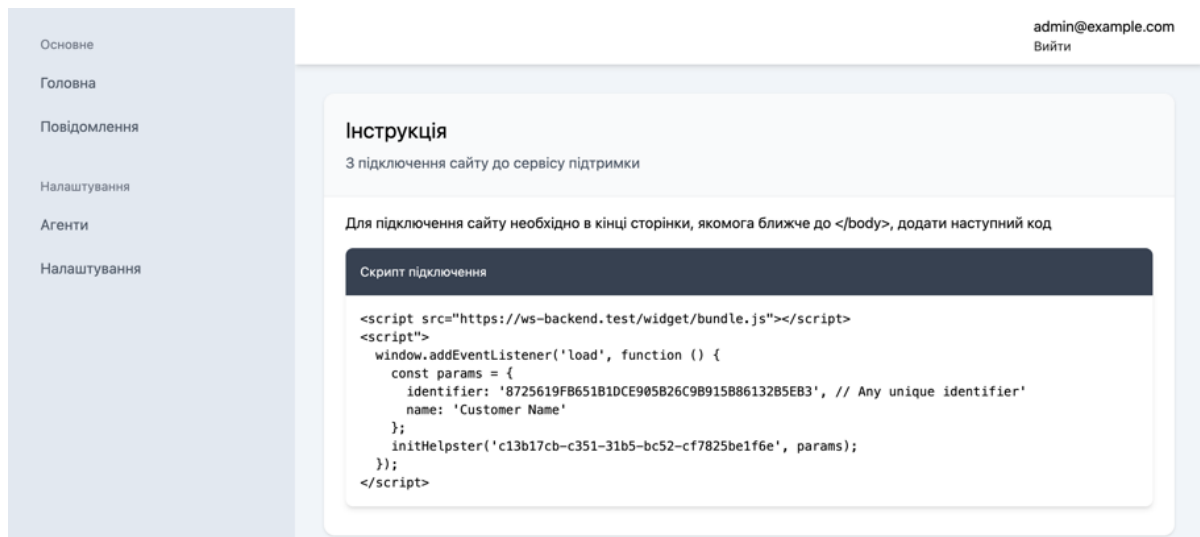 Основне
Головна
Повідомлення
Налаштування
Агенти
Налаштування
admin@example.com
Вийти
Інструкція
З підключення сайту до сервісу підтримки
Для підключення сайту необхідно в кінці сторінки, якомога ближче до </body>, додати наступний код
Скрипт підключення
<script src="https://ws-backend.test/widget/bundle.js"></script>
<script">
  window.addEventListener('load', function () {
    const params = {
      identifier: '8725619FB651B1DCE905B26C9B915B86132B5EB3', // Any unique identifier'
      name: 'Customer Name'
    };
    initHelpster('c13b17cb-c351-31b5-bc52-cf7825be1f6e', params);
  });
</script>